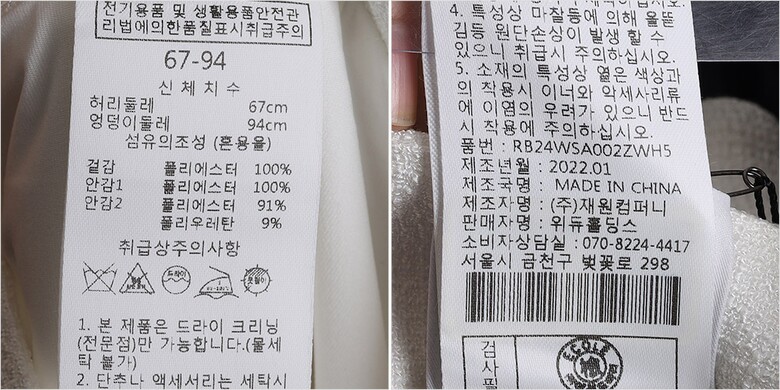 전기용품 및 생활용품안전관
리법에의한품질표시취급주의
67-94
신체치수
허리둘레 67cm
엉덩이둘레 94cm
섬유의조성 (혼용율)
겉감 폴리에스터 100%
안감1 폴리에스터 100%
안감2 폴리에스터 91%
폴리우레탄 9%
취급상주의사항
드라이
옷걸이
1. 본 제품은 드라이 크리닝
(전문점)만 가능합니다.(물세
탁 불가)
2. 단추나 액세서리는 세탁시
4. 특성상 마찰등에 의해 올뜯
김등 원단손상이 발생 할 수
있으니 취급시 주의하십시오.
5. 소재의 특성상 옅은 색상과
의 착용시 이너와 악세사리류
에 이염의 우려가 있으니 반드
시 착용에 주의하십시오.
품번 : RB24WSA002ZWH5
제조년월 : 2022.01
제조국명 : MADE IN CHINA
제조자명 : (주)재원컴퍼니
판매자명 : 위듀홀딩스
소비자상담실 : 070-8224-4417
서울시 금천구 벚꽃로 298
검사필
ECOLE